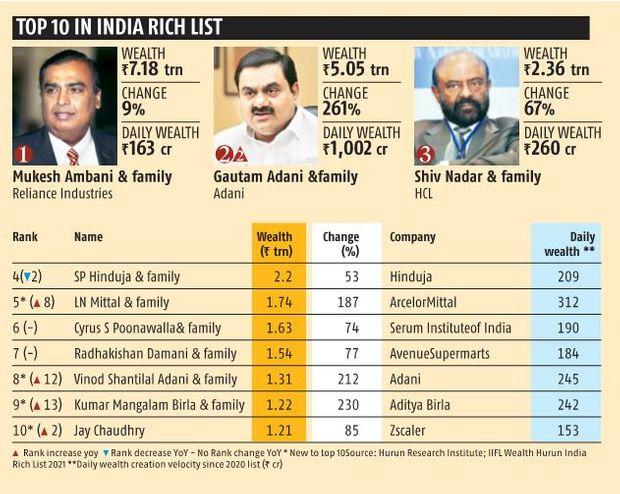 TOP 10 IN INDIA RICH LIST
WEALTH
₹7.18 trn
CHANGE
9%
DAILY WEALTH
₹163 cr
1
Mukesh Ambani & family
Reliance Industries
WEALTH
₹5.05 trn
CHANGE
261%
DAILY WEALTH
₹1,002 cr
2▲
Gautam Adani &family
Adani
WEALTH
₹2.36 trn
CHANGE
67%
DAILY WEALTH
₹260 cr
3
Shiv Nadar & family
HCL
Rank Name Wealth (₹ trn) Change (%) Company Daily wealth **
4(▼2) SP Hinduja & family 2.2 53 Hinduja 209
5* (▲ 8) LN Mittal & family 1.74 187 ArcelorMittal 312
6 (–) Cyrus S Poonawalla& family 1.63 74 Serum Instituteof India 190
7 (–) Radhakishan Damani & family 1.54 77 AvenueSupermarts 184
8* (▲ 12) Vinod Shantilal Adani & family 1.31 212 Adani 245
9* (▲ 13) Kumar Mangalam Birla & family 1.22 230 Aditya Birla 242
10* (▲ 2) Jay Chaudhry 1.21 85 Zscaler 153
▲ Rank increase yoy ▼ Rank decrease YoY – No Rank change YoY * New to top 10Source: Hurun Research Institute; IIFL Wealth Hurun India
Rich List 2021 **Daily wealth creation velocity since 2020 list (₹ cr)